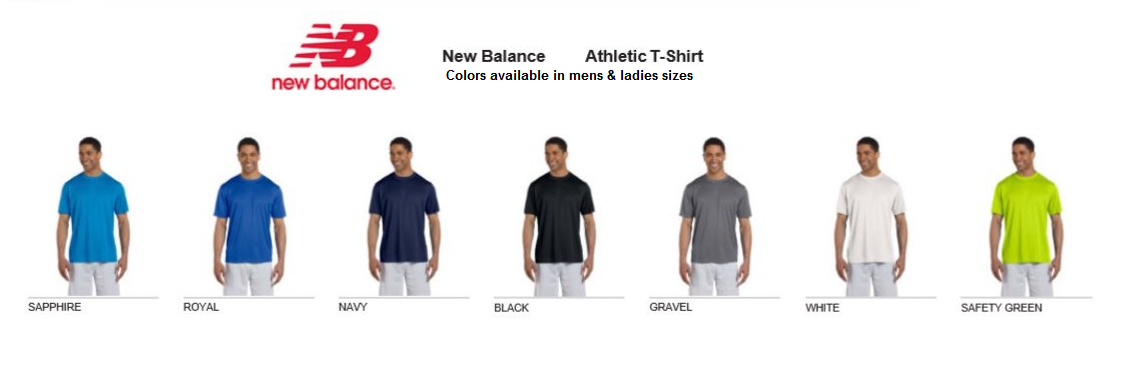 NB
new balance.
New Balance Athletic T-Shirt
Colors available in mens & ladies sizes
SAPPHIRE
ROYAL
NAVY
BLACK
GRAVEL
WHITE
SAFETY GREEN